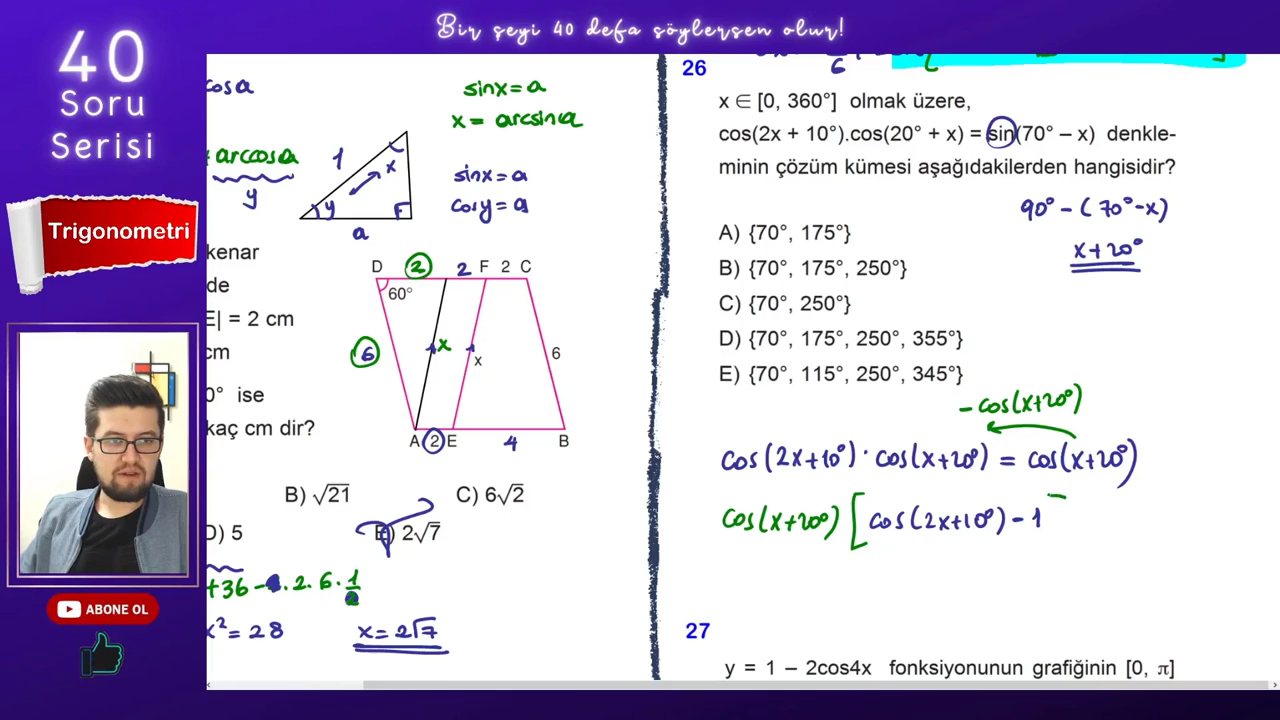 Bir şeyi 40 defa söylersen olur!
40
Soru
Serisi
Trigonometri
ABONE OL
cosa
arccosa
y
sinx = a
x = arcsina
sinx = a
cosy = a
1
x
y
a
kenar
de
E| = 2 cm
cm
0° ise
kaç cm dir?
D 2 2 F 2 C
60°
6 x x 6
A 2 E 4 B
B) √21 C) 6√2
D) 5 E) 2√7
+36 - 2. 2. 6. 1/2
x² = 28 x = 2√7
6
26
x ∈ [0, 360°] olmak üzere,
cos(2x + 10°).cos(20° + x) = sin(70° – x) denkle-
minin çözüm kümesi aşağıdakilerden hangisidir?
90° - (70° - x)
x + 20°
A) {70°, 175°}
B) {70°, 175°, 250°}
C) {70°, 250°}
D) {70°, 175°, 250°, 355°}
E) {70°, 115°, 250°, 345°}
- cos(x+20°)
cos(2x+10°) · cos(x+20°) = cos(x+20°)
cos(x+20°) [cos(2x+10°) - 1
27
y = 1 – 2cos4x fonksiyonunun grafiğinin [0, π]